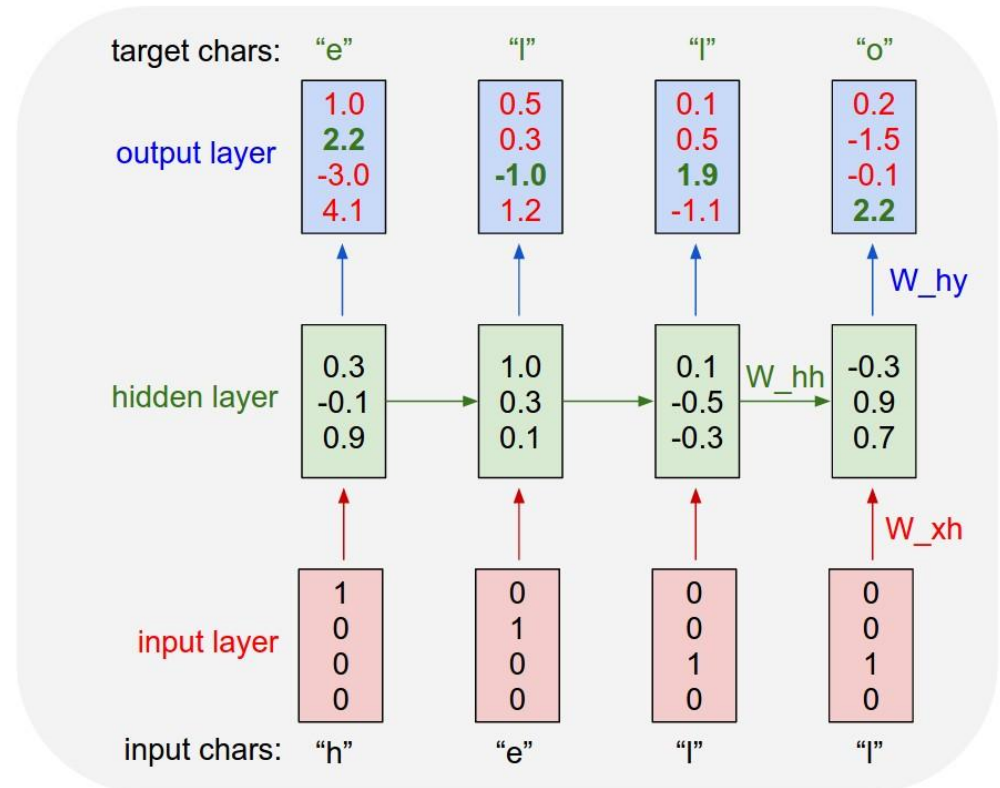 target chars: “e” “l” “l” “o”
output layer
1.0 0.5 0.1 0.2
2.2 0.3 0.5 -1.5
-3.0 -1.0 1.9 -0.1
4.1 1.2 -1.1 2.2
W_hy
hidden layer
0.3 1.0 0.1 -0.3
-0.1 0.3 -0.5 0.9
0.9 0.1 -0.3 0.7
W_hh
W_xh
input layer
1 0 0 0
0 1 0 0
0 0 1 1
0 0 0 0
input chars: “h” “e” “l” “l”